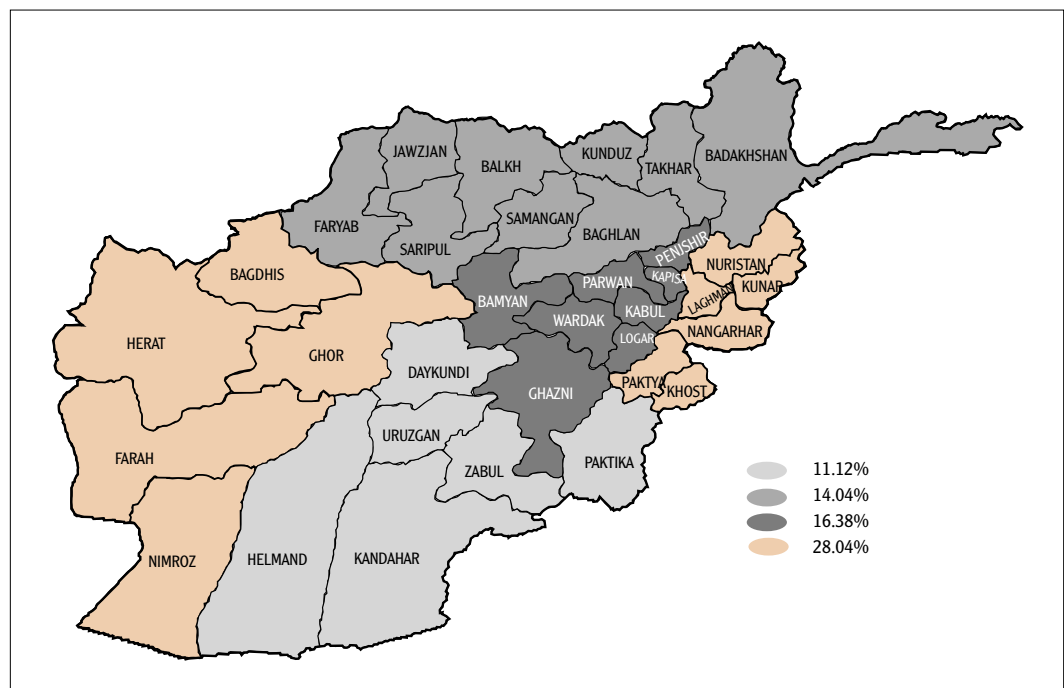 JAWZJAN
BALKH
KUNDUZ
TAKHAR
BADAKHSHAN
FARYAB
SARIPUL
SAMANGAN
BAGHLAN
PENJSHIR
BAGDHIS
NURISTAN
KUNAR
BAMYAN
PARWAN
KAPISA
LAGHMAN
WARDAK
KABUL
NANGARHAR
HERAT
GHOR
LOGAR
DAYKUNDI
GHAZNI
PAKTYA
KHOST
FARAH
URUZGAN
ZABUL
PAKTIKA
NIMROZ
HELMAND
KANDAHAR
11.12%
14.04%
16.38%
28.04%